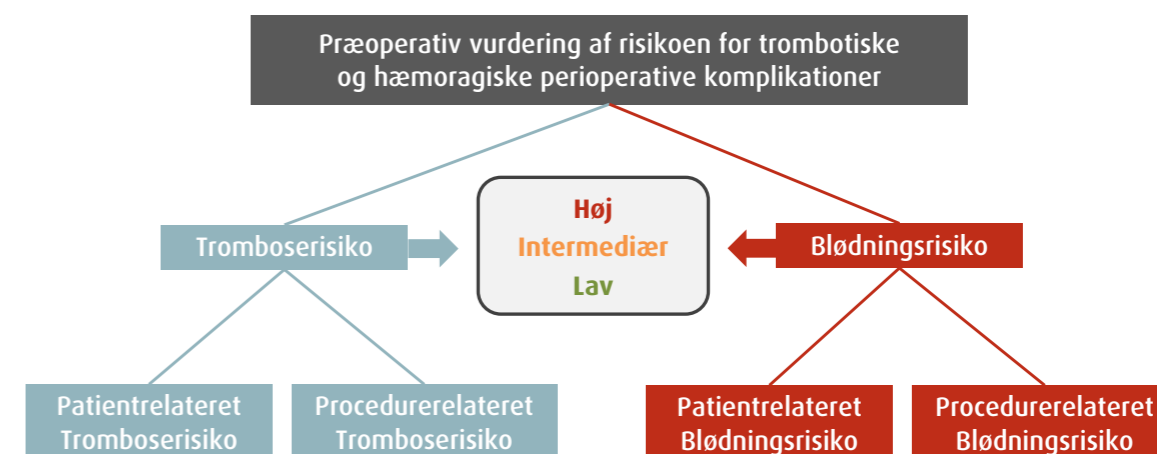 Præoperativ vurdering af risikoen for trombotiske
og hæmoragiske perioperative komplikationer
Høj
Tromboserisiko
Intermediær
Blødningsrisiko
Lav
Patientrelateret
Tromboserisiko
Procedurerelateret
Tromboserisiko
Patientrelateret
Blødningsrisiko
Procedurerelateret
Blødningsrisiko